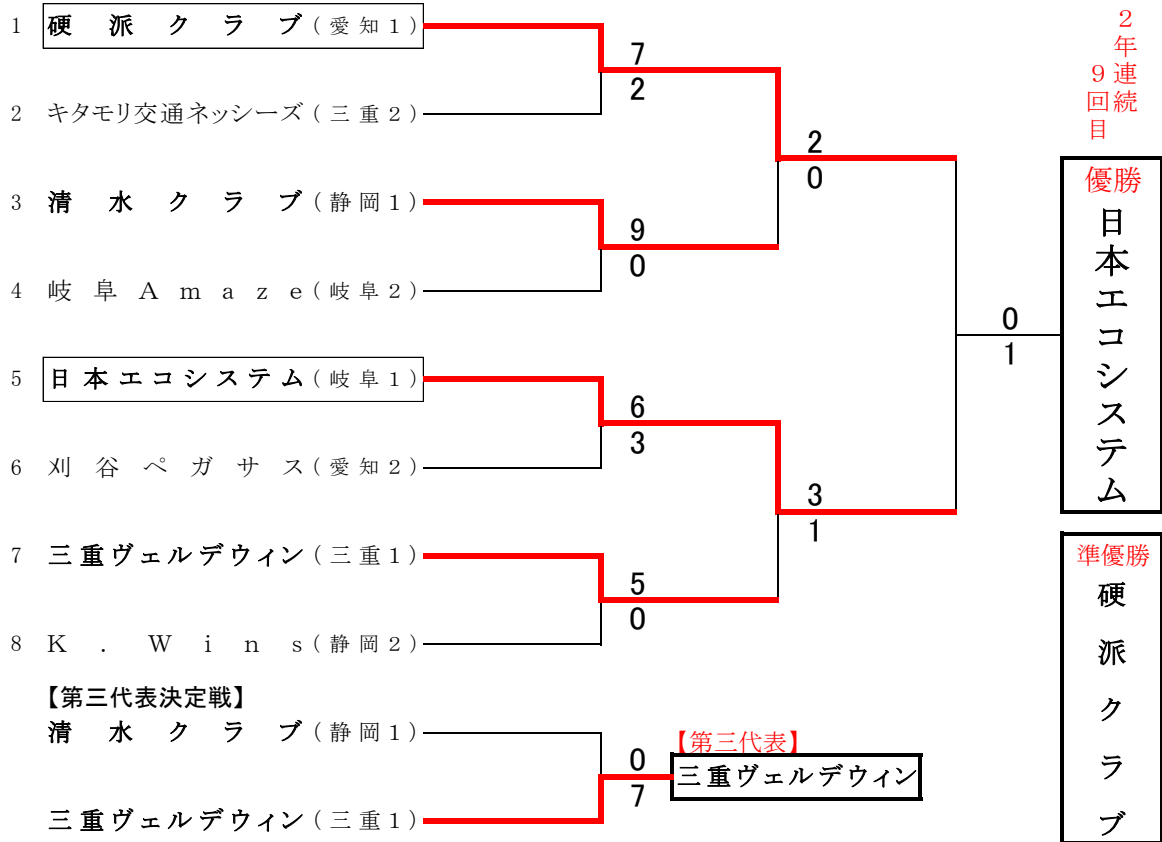 1 硬派クラブ(愛知1)
7
2
2 キタモリ交通ネッシーズ(三重2)
2
0
3 清水クラブ(静岡1)
9
0
4 岐阜Amaze(岐阜2)
0
1
5 日本エコシステム(岐阜1)
6
3
6 刈谷ペガサス(愛知2)
3
1
7 三重ヴェルデウィン(三重1)
5
0
8 K.Wins(静岡2)
【第三代表決定戦】
清水クラブ(静岡1)
0
7
三重ヴェルデウィン(三重1)
【第三代表】
三重ヴェルデウィン
2年連続
9回目
優勝
日本エコシステム
準優勝
硬派クラブ